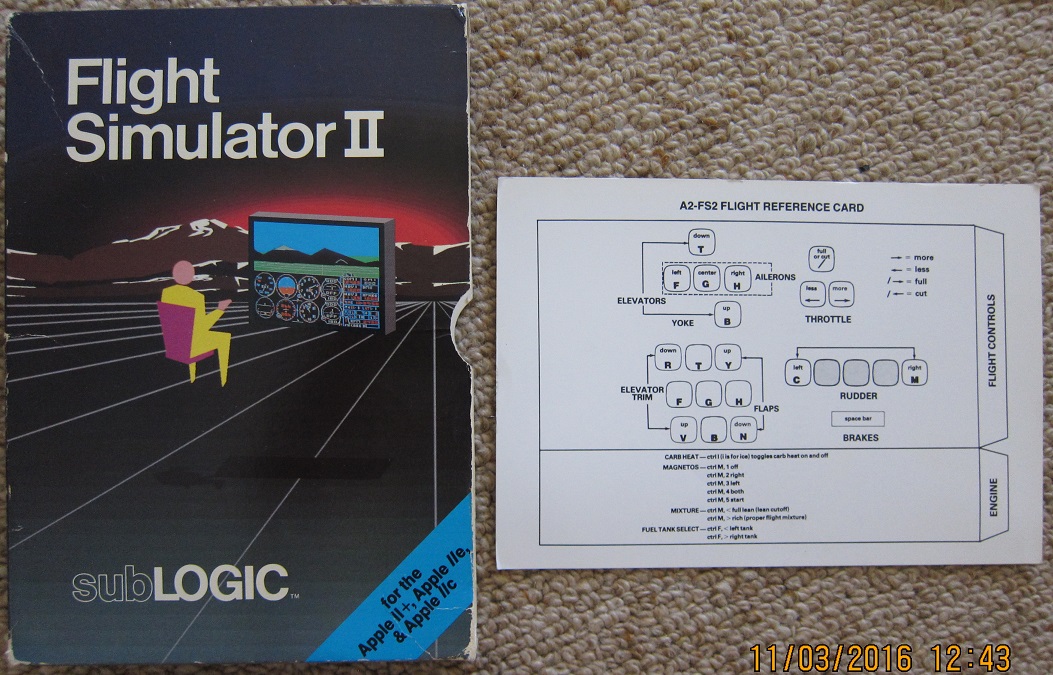 Flight
Simulator II
subLOGIC™
for the
Apple II+, Apple IIe,
& Apple IIc
A2-FS2 FLIGHT REFERENCE CARD
down
T
left center right
F G H
AILERONS
ELEVATORS
up
B
YOKE
full
or cut
/
less more
← →
THROTTLE
→ = more
← = less
/ → = full
/ ← = cut
down up
R T Y
ELEVATOR
TRIM
F G H
FLAPS
up down
V B N
left right
C M
RUDDER
space bar
BRAKES
FLIGHT CONTROLS
CARB HEAT — ctrl I (i is for ice) toggles carb heat on and off
MAGNETOS — ctrl M, 1 off
ctrl M, 2 right
ctrl M, 3 left
ctrl M, 4 both
ctrl M, 5 start
MIXTURE — ctrl M, < full lean (lean cutoff)
ctrl M, > rich (proper flight mixture)
FUEL TANK SELECT — ctrl F, < left tank
ctrl F, > right tank
ENGINE
11/03/2016 12:43